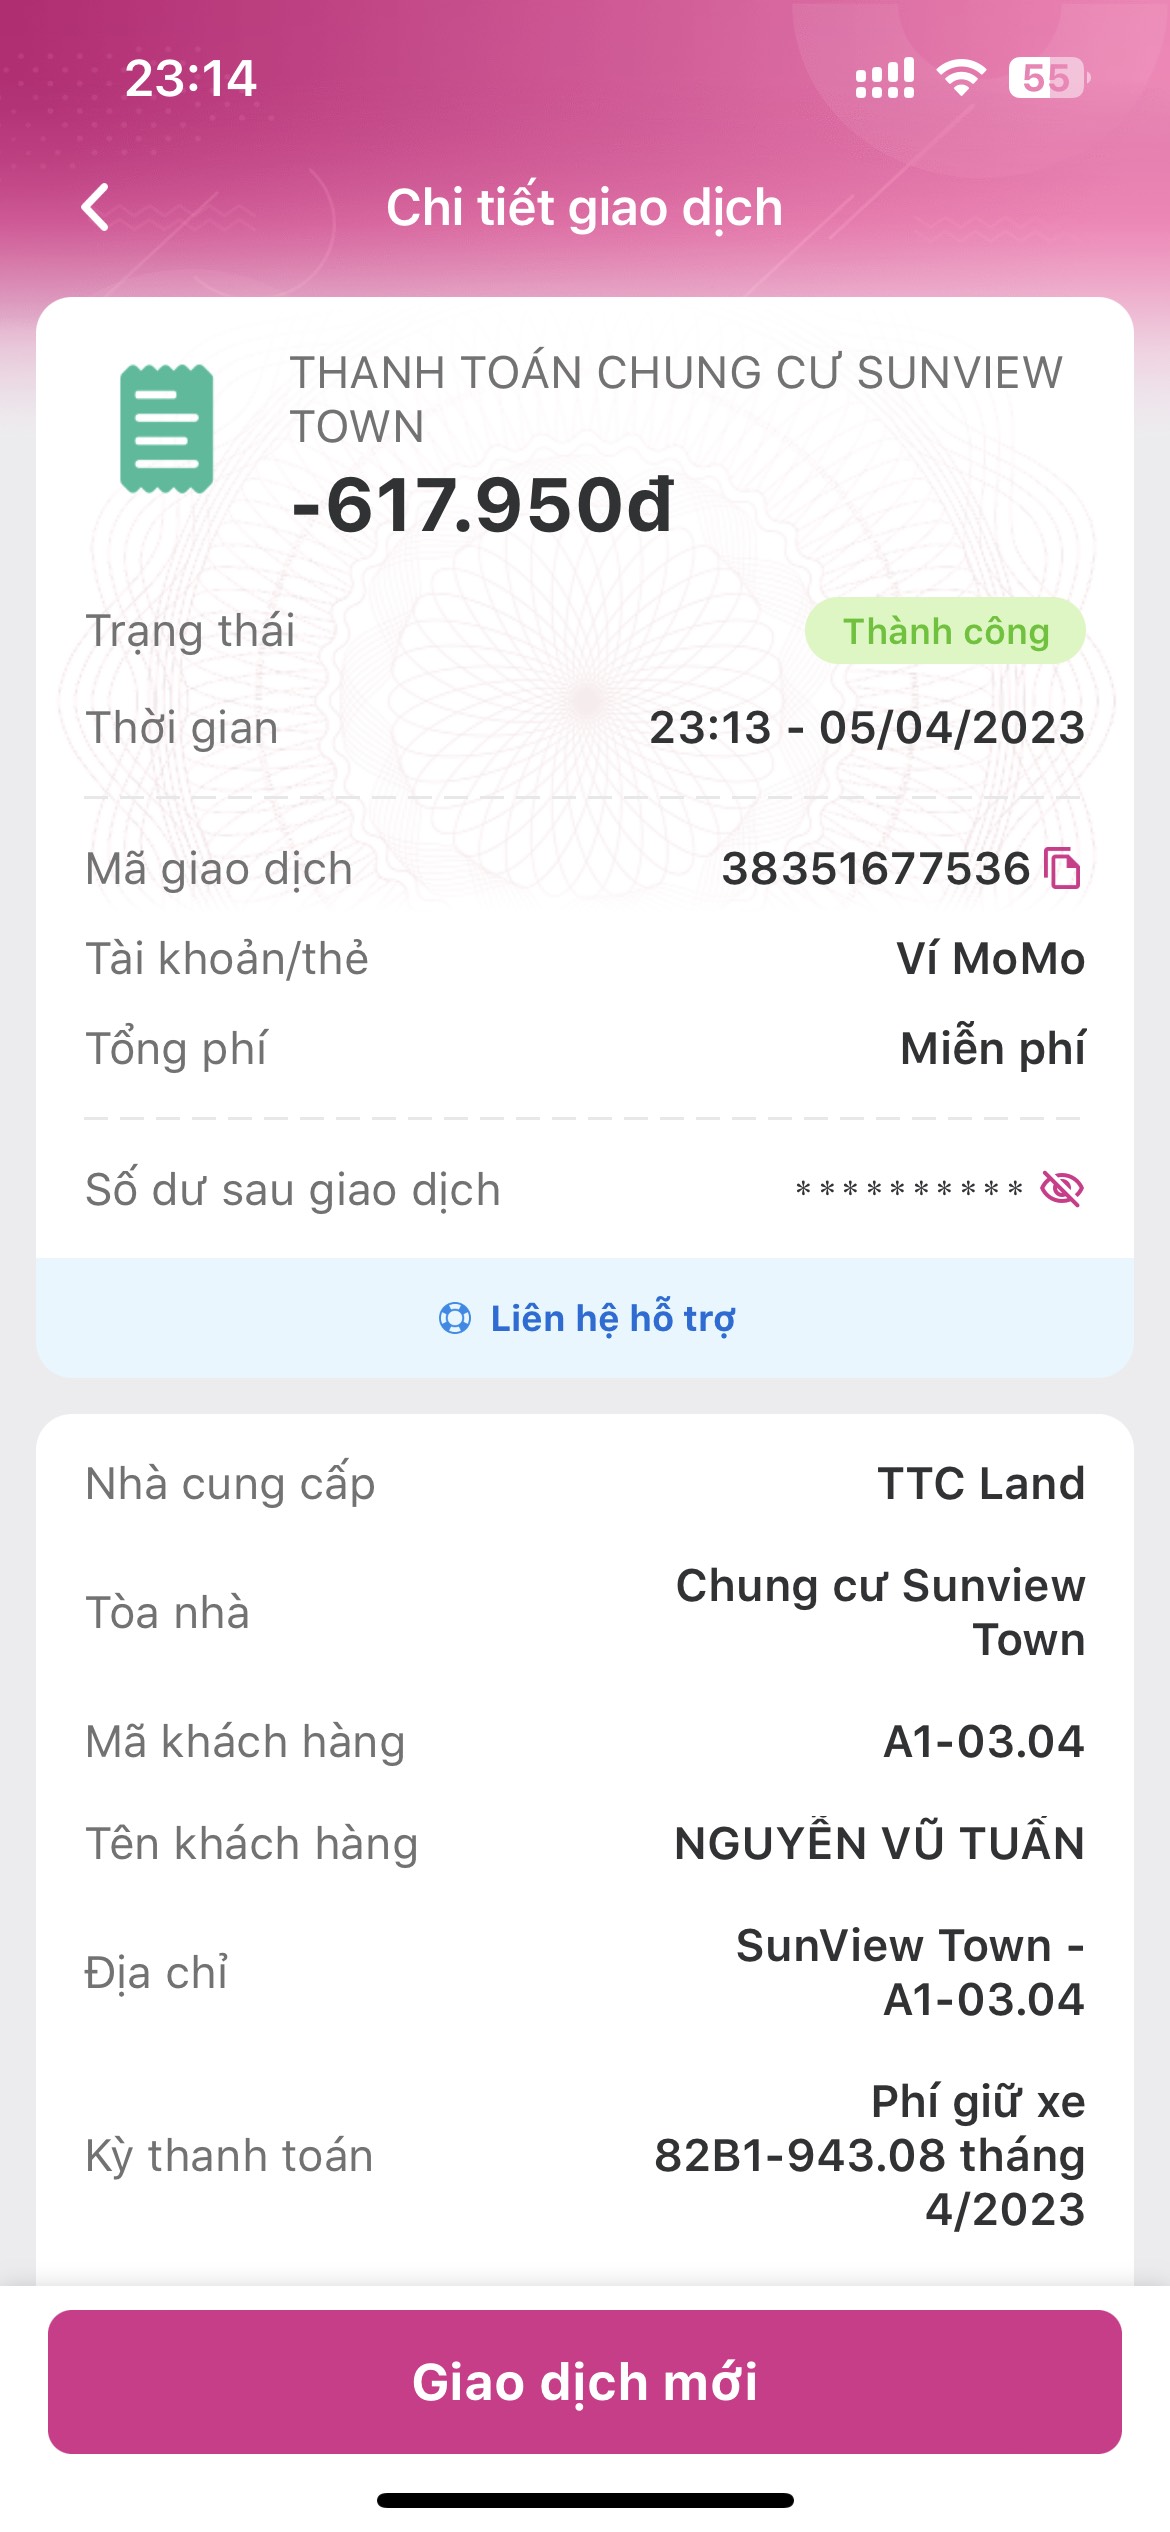 23:14
55
Chi tiết giao dịch
THANH TOÁN CHUNG CƯ SUNVIEW
TOWN
-617.950đ
Trạng thái
Thành công
Thời gian
23:13 - 05/04/2023
Mã giao dịch
38351677536
Tài khoản/thẻ
Ví MoMo
Tổng phí
Miễn phí
Số dư sau giao dịch
**********
Liên hệ hỗ trợ
Nhà cung cấp
TTC Land
Tòa nhà
Chung cư Sunview
Town
Mã khách hàng
A1-03.04
Tên khách hàng
NGUYỄN VŨ TUẤN
Địa chỉ
SunView Town -
A1-03.04
Kỳ thanh toán
Phí giữ xe
82B1-943.08 tháng
4/2023
Giao dịch mới